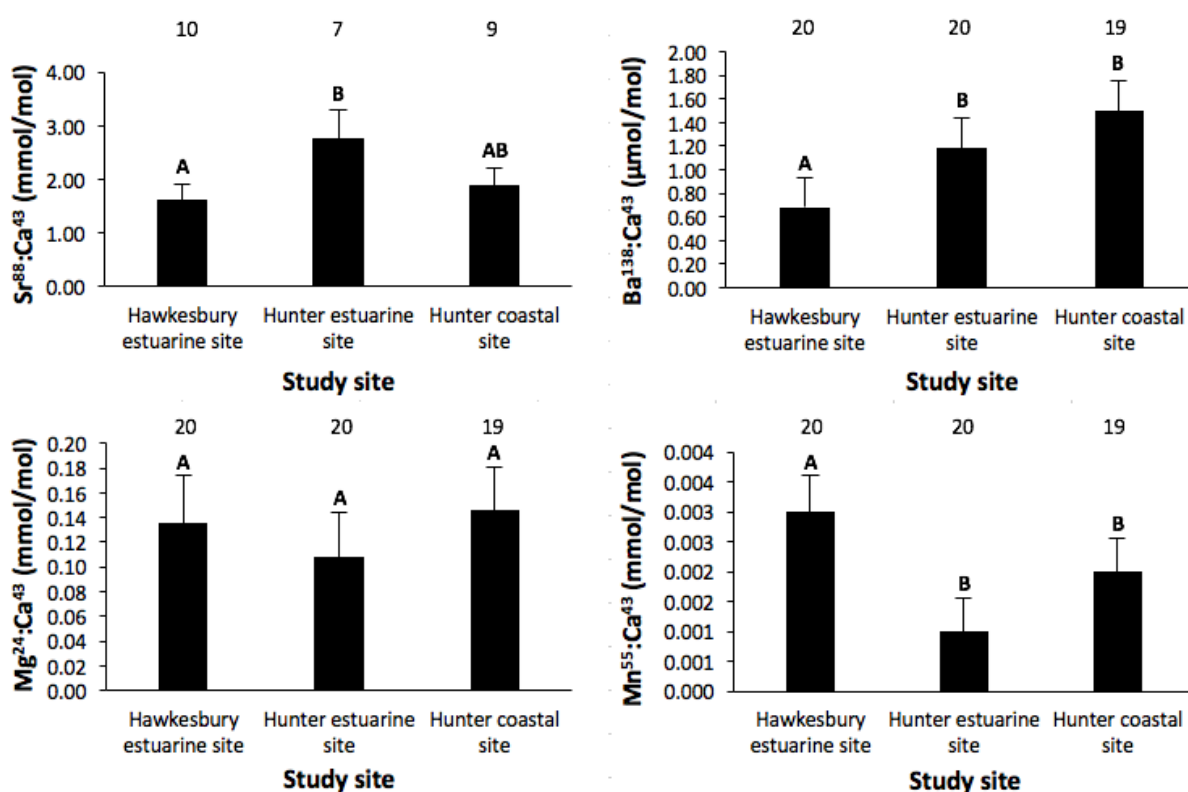 10 7 9
Sr⁸⁸:Ca⁴³ (mmol/mol)
4.00
3.00
2.00
1.00
0.00
A
B
AB
Hawkesbury estuarine site
Hunter estuarine site
Hunter coastal site
Study site
20 20 19
Ba¹³⁸:Ca⁴³ (μmol/mol)
2.00
1.80
1.60
1.40
1.20
1.00
0.80
0.60
0.40
0.20
0.00
A
B
B
Hawkesbury estuarine site
Hunter estuarine site
Hunter coastal site
Study site
20 20 19
Mg²⁴:Ca⁴³ (mmol/mol)
0.20
0.18
0.16
0.14
0.12
0.10
0.08
0.06
0.04
0.02
0.00
A
A
A
Hawkesbury estuarine site
Hunter estuarine site
Hunter coastal site
Study site
20 20 19
Mn⁵⁵:Ca⁴³ (mmol/mol)
0.004
0.004
0.003
0.003
0.002
0.002
0.001
0.001
0.000
A
B
B
Hawkesbury estuarine site
Hunter estuarine site
Hunter coastal site
Study site